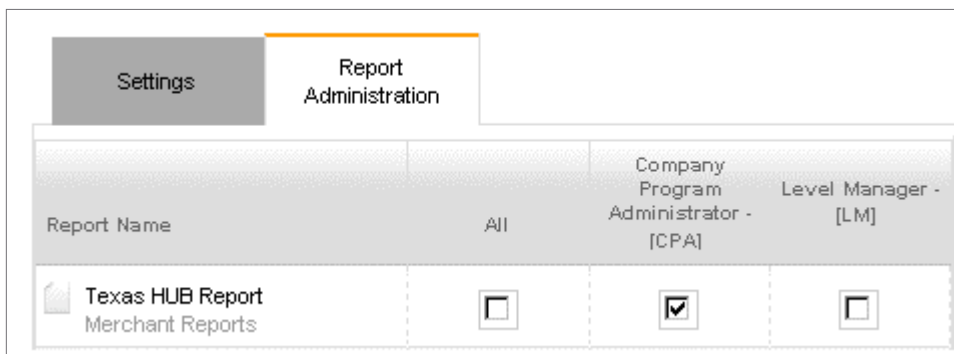 Settings
Report
Administration
Report Name
All
Company
Program
Administrator -
[CPA]
Level Manager -
[LM]
Texas HUB Report
Merchant Reports